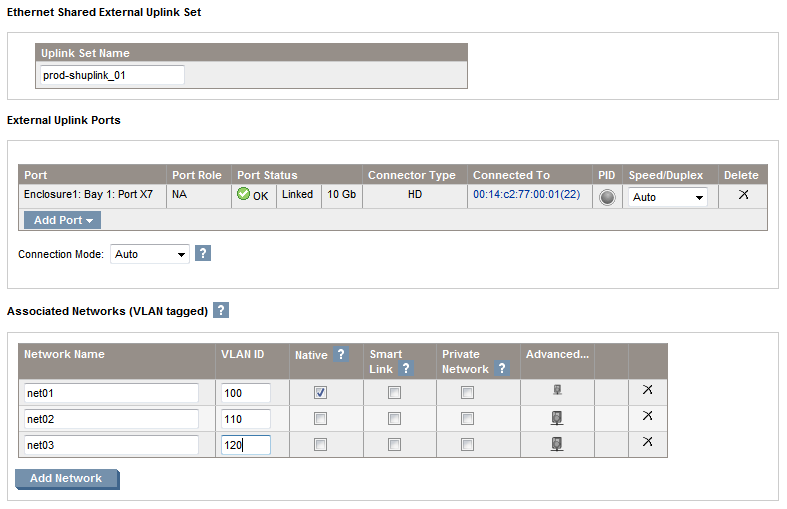 Ethernet Shared External Uplink Set
Uplink Set Name
prod-shuplink_01
External Uplink Ports
Port Port Role Port Status Connector Type Connected To PID Speed/Duplex Delete
Enclosure1: Bay 1: Port X7 NA OK Linked 10 Gb HD 00:14:c2:77:00:01(22) Auto
Add Port
Connection Mode: Auto ?
Associated Networks (VLAN tagged) ?
Network Name VLAN ID Native ? Smart Link ? Private Network ? Advanced...
net01 100
net02 110
net03 120
Add Network